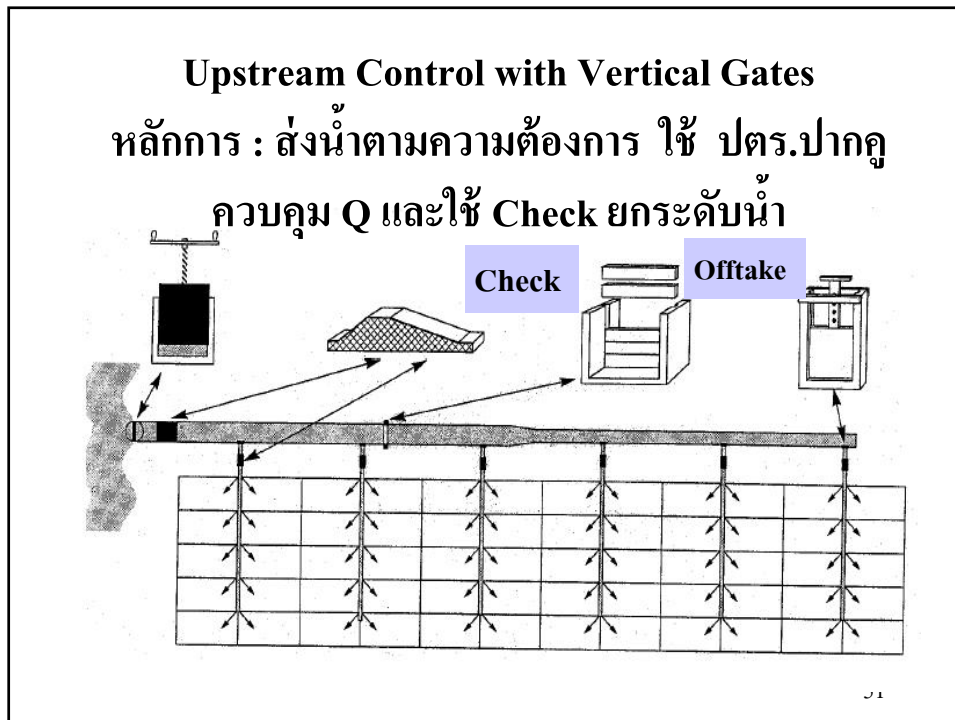 Upstream Control with Vertical Gates
หลักการ : ส่งน้ำตามความต้องการ ใช้ ปตร.ปากคู
ควบคุม Q และใช้ Check ยกระดับน้ำ
Check
Offtake